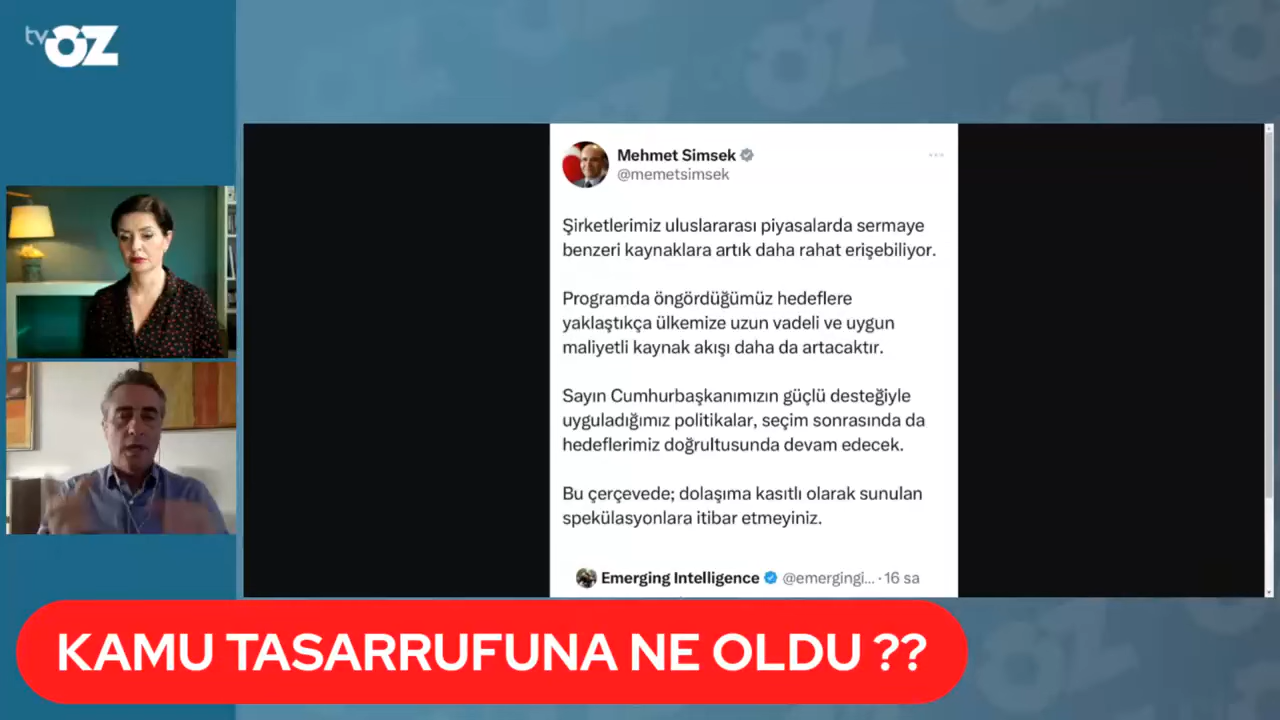 tv ÖZ
Mehmet Simsek
@memetsimsek
Şirketlerimiz uluslararası piyasalarda sermaye
benzeri kaynaklara artık daha rahat erişebiliyor.
Programda öngördüğümüz hedeflere
yaklaştıkça ülkemize uzun vadeli ve uygun
maliyetli kaynak akışı daha da artacaktır.
Sayın Cumhurbaşkanımızın güçlü desteğiyle
uyguladığımız politikalar, seçim sonrasında da
hedeflerimiz doğrultusunda devam edecek.
Bu çerçevede; dolaşıma kasıtlı olarak sunulan
spekülasyonlara itibar etmeyiniz.
Emerging Intelligence @emergingi... · 16 sa
KAMU TASARRUFUNA NE OLDU ??